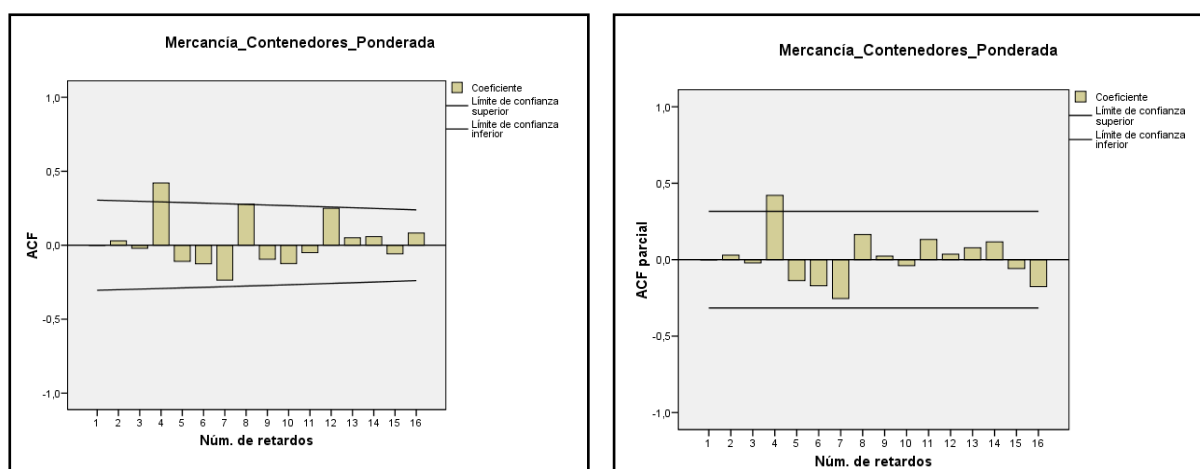 Mercancía_Contenedores_Ponderada
Coeficiente
Límite de confianza
superior
Límite de confianza
inferior
1,0
0,5
0,0
-0,5
-1,0
ACF
1 2 3 4 5 6 7 8 9 10 11 12 13 14 15 16
Núm. de retardos
Mercancía_Contenedores_Ponderada
Coeficiente
Límite de confianza
superior
Límite de confianza
inferior
1,0
0,5
0,0
-0,5
-1,0
ACF parcial
1 2 3 4 5 6 7 8 9 10 11 12 13 14 15 16
Núm. de retardos